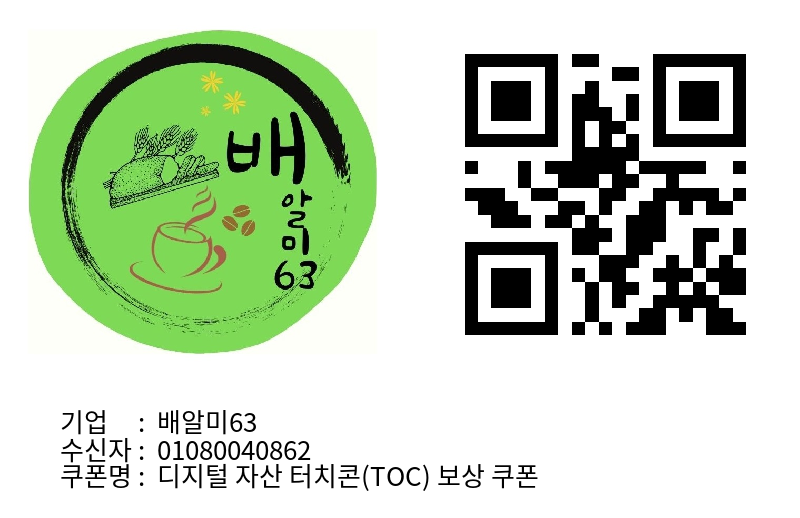 배
알
미
63
기업 : 배알미63
수신자 : 01080040862
쿠폰명 : 디지털 자산 터치콘(TOC) 보상 쿠폰